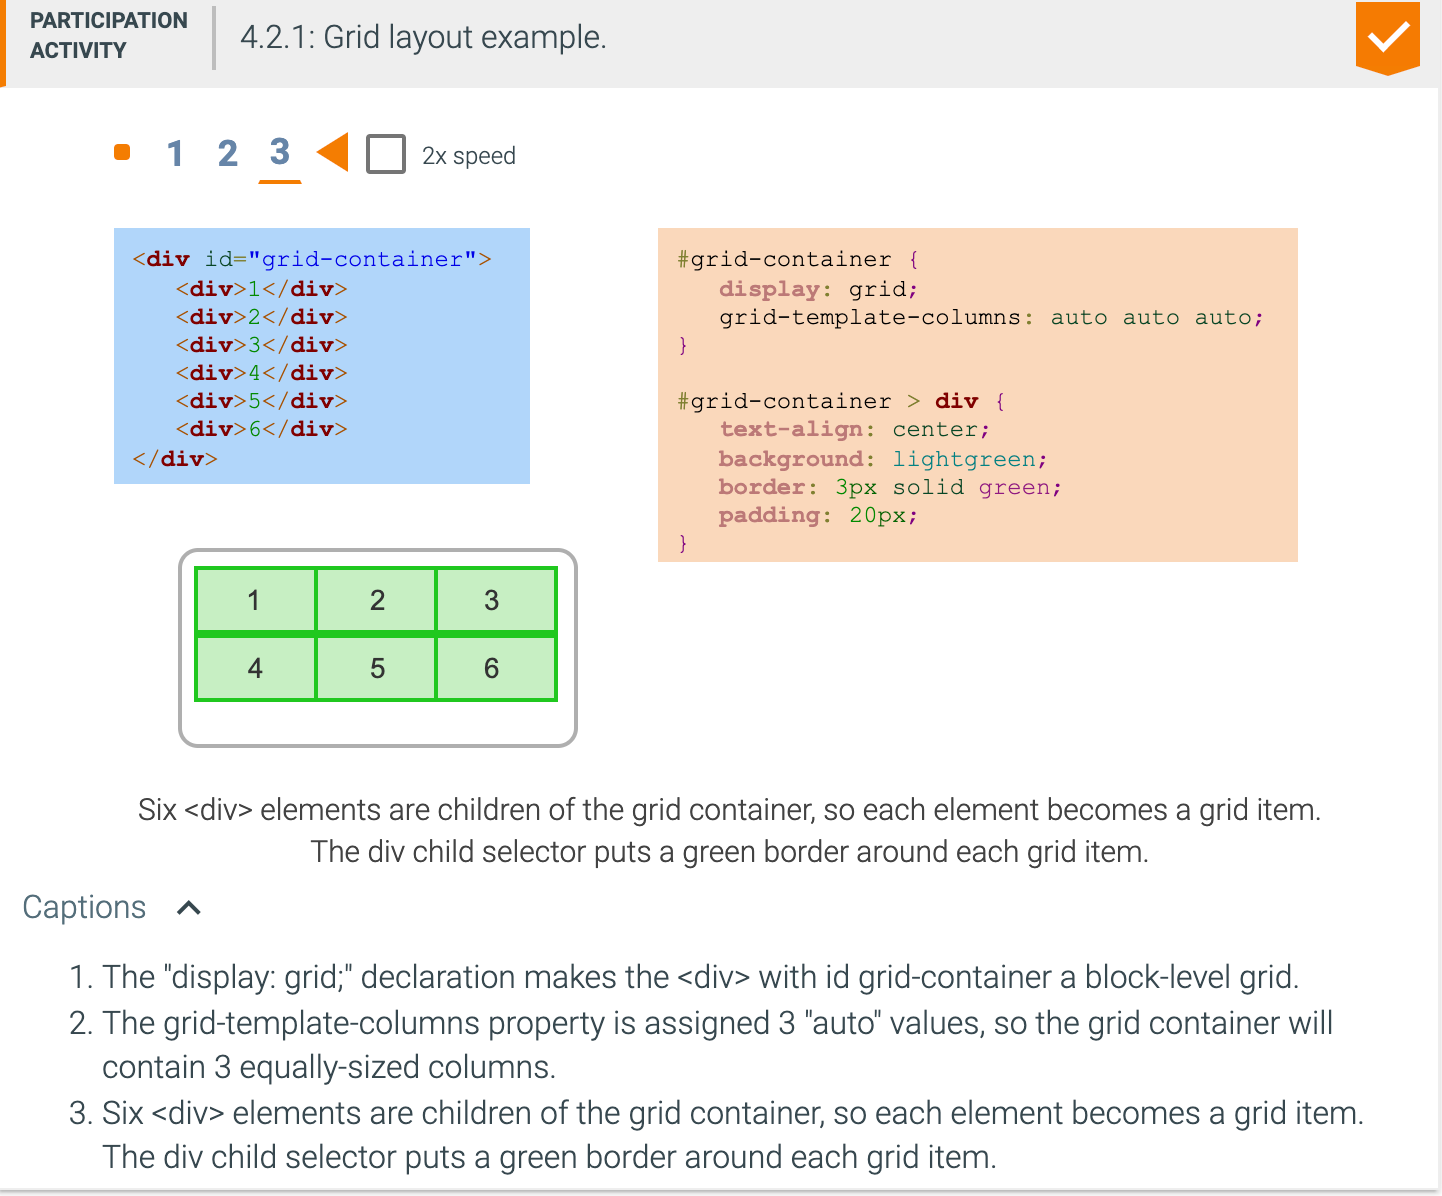 PARTICIPATION
ACTIVITY
4.2.1: Grid layout example.
1 2 3 2x speed
<div id="grid-container">
   <div>1</div>
   <div>2</div>
   <div>3</div>
   <div>4</div>
   <div>5</div>
   <div>6</div>
</div>
#grid-container {
   display: grid;
   grid-template-columns: auto auto auto;
}
#grid-container > div {
   text-align: center;
   background: lightgreen;
   border: 3px solid green;
   padding: 20px;
}
1 2 3
4 5 6
Six <div> elements are children of the grid container, so each element becomes a grid item.
The div child selector puts a green border around each grid item.
Captions
1. The "display: grid;" declaration makes the <div> with id grid-container a block-level grid.
2. The grid-template-columns property is assigned 3 "auto" values, so the grid container will
contain 3 equally-sized columns.
3. Six <div> elements are children of the grid container, so each element becomes a grid item.
The div child selector puts a green border around each grid item.